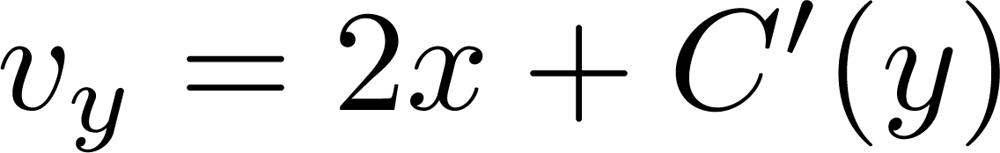 v_y = 2x + C'(y)